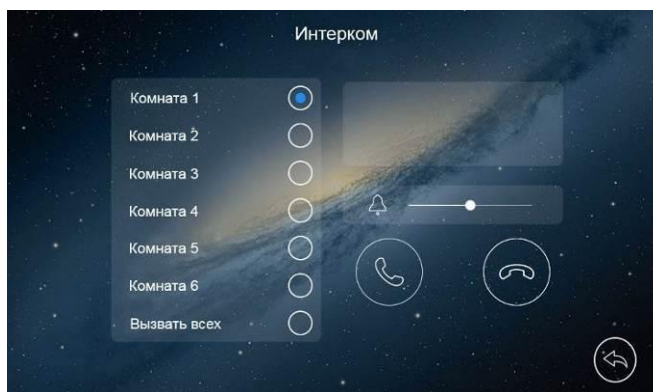 Интерком
Комната 1
Комната 2
Комната 3
Комната 4
Комната 5
Комната 6
Вызвать всех